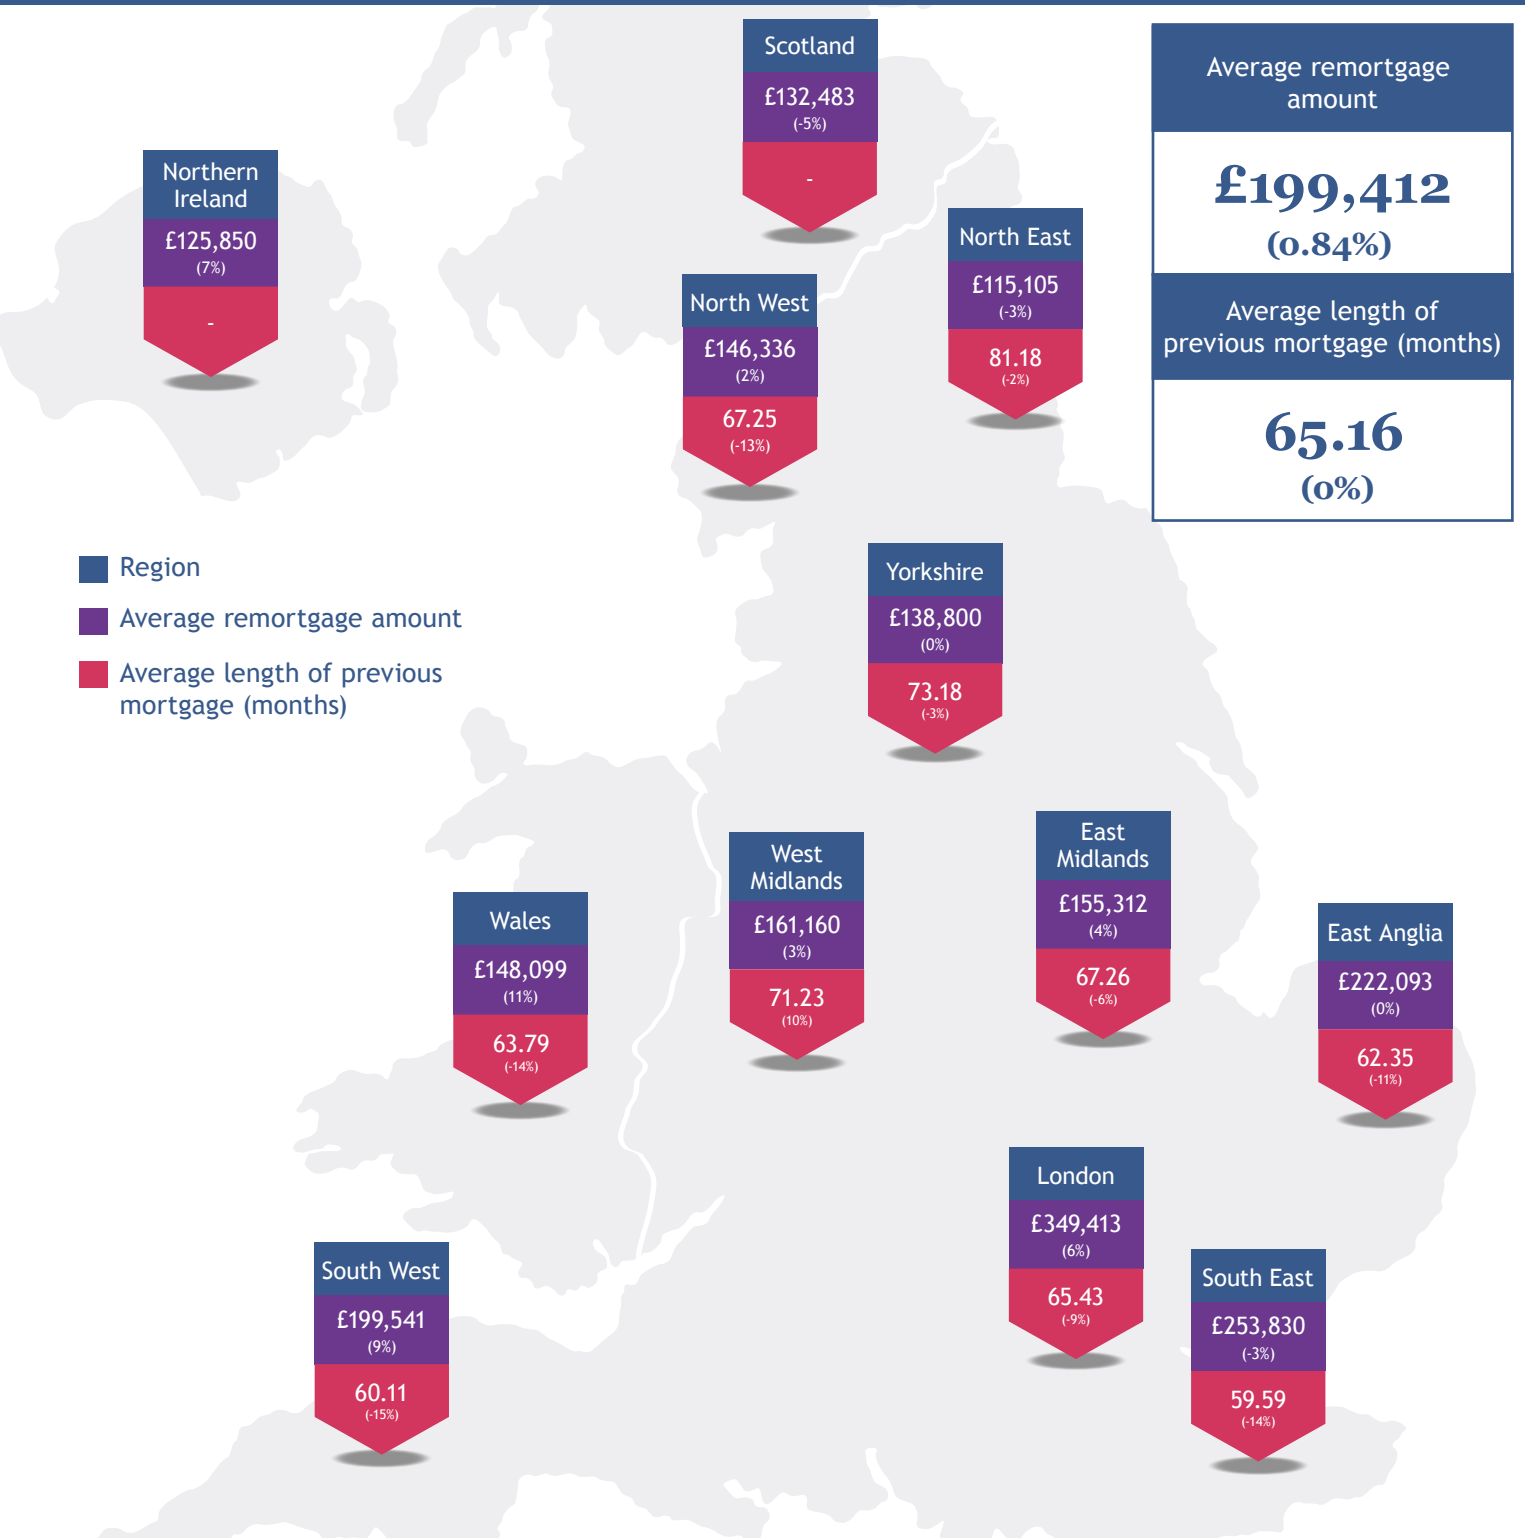 Scotland
£132,483
(-5%)
-
Average remortgage
amount
£199,412
(0.84%)
Average length of
previous mortgage (months)
65.16
(0%)
Northern
Ireland
£125,850
(7%)
-
North East
£115,105
(-3%)
81.18
(-2%)
North West
£146,336
(2%)
67.25
(-13%)
Region
Average remortgage amount
Average length of previous
mortgage (months)
Yorkshire
£138,800
(0%)
73.18
(-3%)
East
Midlands
£155,312
(4%)
67.26
(-6%)
West
Midlands
£161,160
(3%)
71.23
(10%)
Wales
£148,099
(11%)
63.79
(-14%)
East Anglia
£222,093
(0%)
62.35
(-11%)
London
£349,413
(6%)
65.43
(-9%)
South West
£199,541
(9%)
60.11
(-15%)
South East
£253,830
(-3%)
59.59
(-14%)